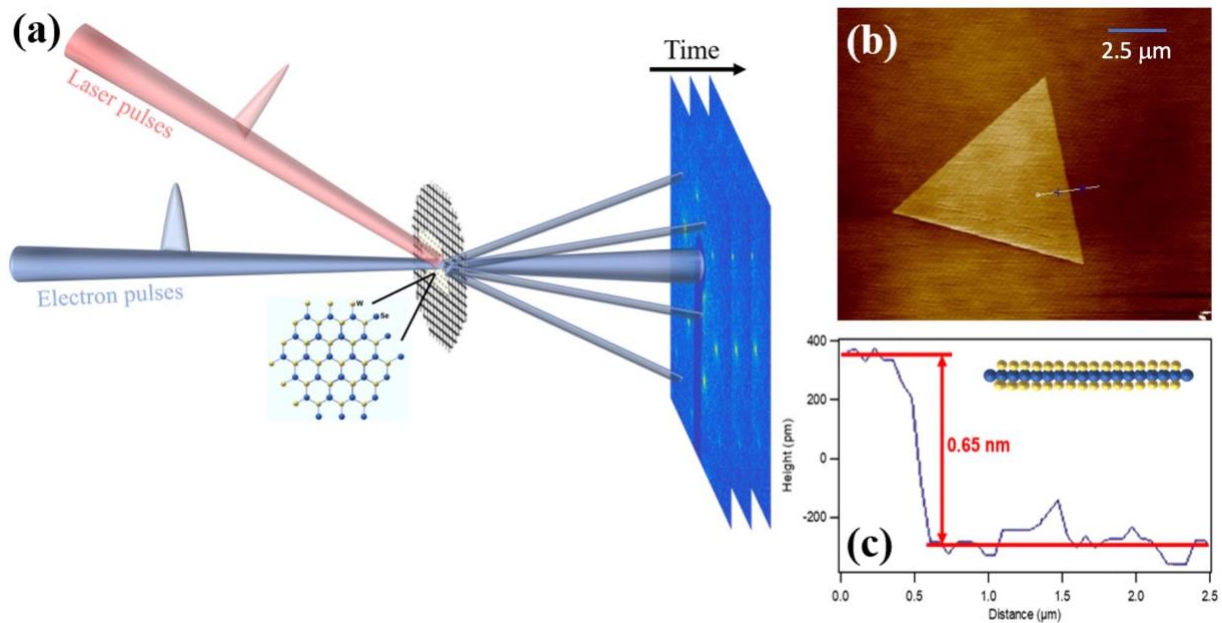 (a)
Laser pulses
Electron pulses
W
Se
Time
(b)
2.5 μm
400
200
0
-200
Height (pm)
0.65 nm
(c)
0.0 0.5 1.0 1.5 2.0 2.5
Distance (μm)